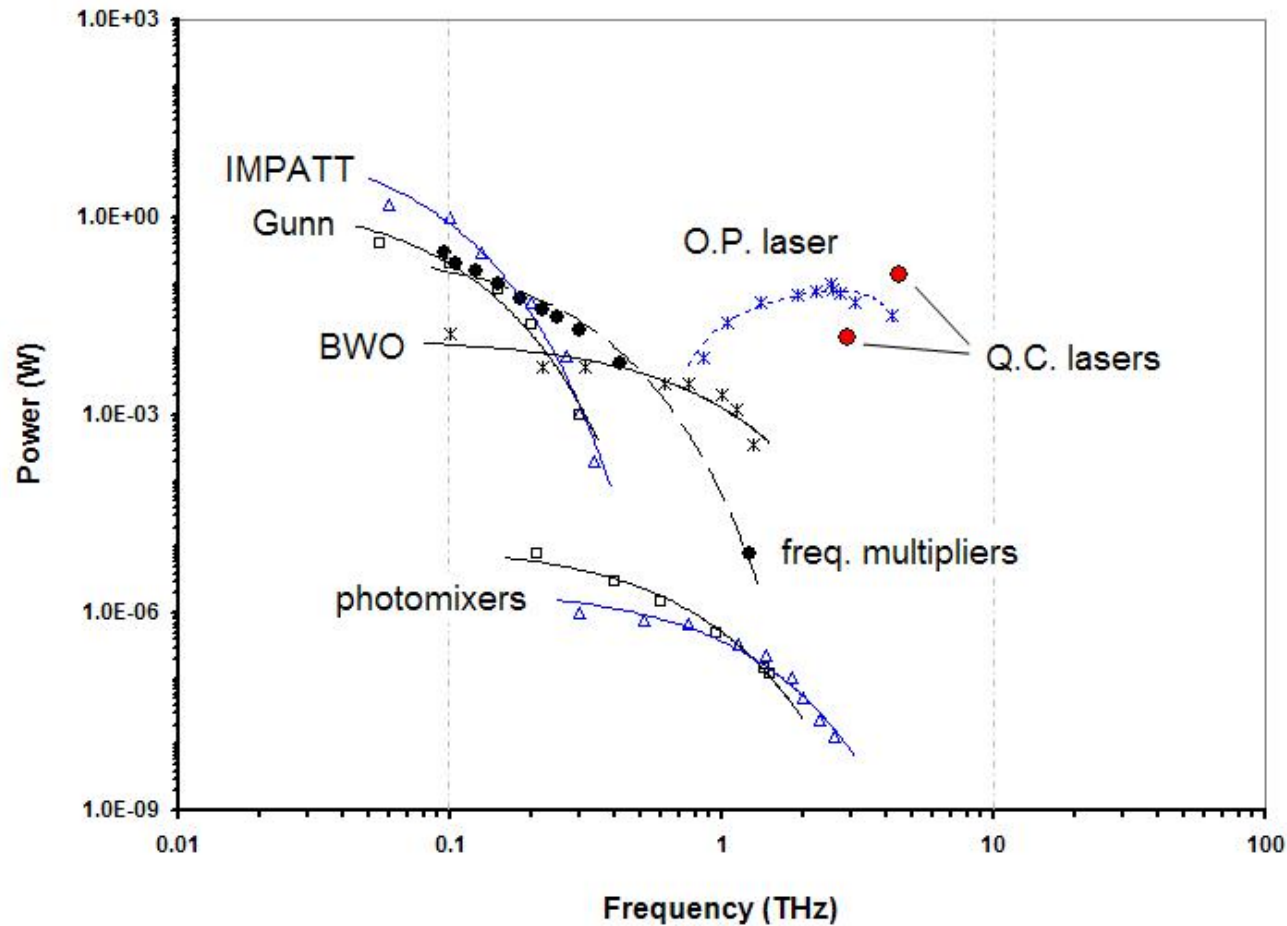 1.0E+03
IMPATT
1.0E+00
Gunn
O.P. laser
BWO
Q.C. lasers
1.0E-03
Power (W)
freq. multipliers
photomixers
1.0E-06
1.0E-09
0.01 0.1 1 10 100
Frequency (THz)